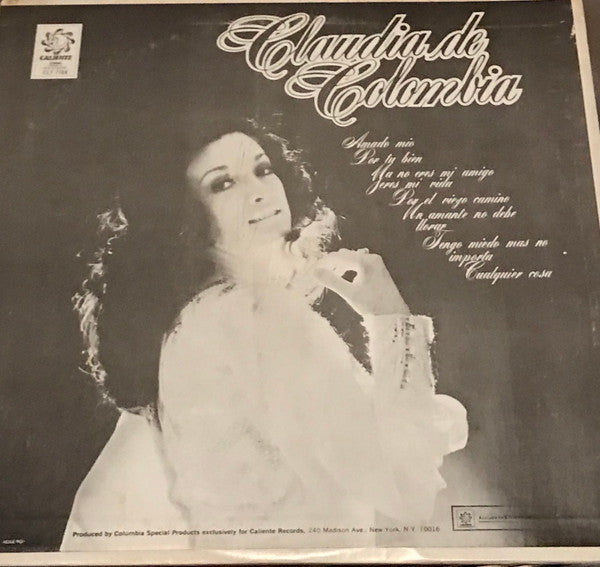 CALIENTE
Claudia de
Colombia
Amado mio
Por tu bien
Ya no eres mi amigo
eres mi vida
Por el viejo camino
Un amante no debe
llorar
Tengo miedo mas no
importa
Cualquier cosa
Produced by Columbia Special Products exclusively for Caliente Records, 240 Madison Ave., New York, N.Y. 10016